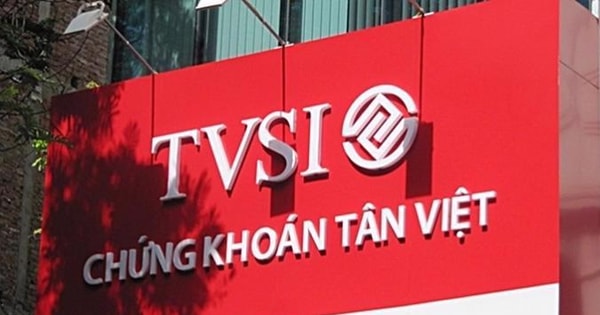 TVSI
CHỨNG KHOÁN TÂN VIỆT